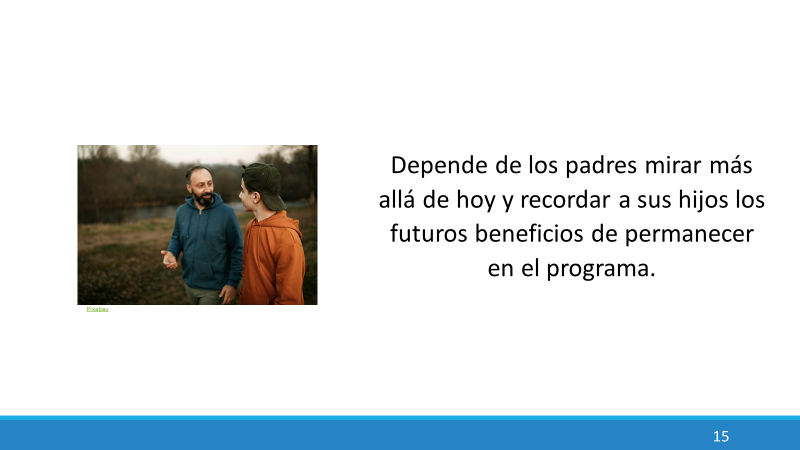 Depende de los padres mirar más
allá de hoy y recordar a sus hijos los
futuros beneficios de permanecer
en el programa.
15